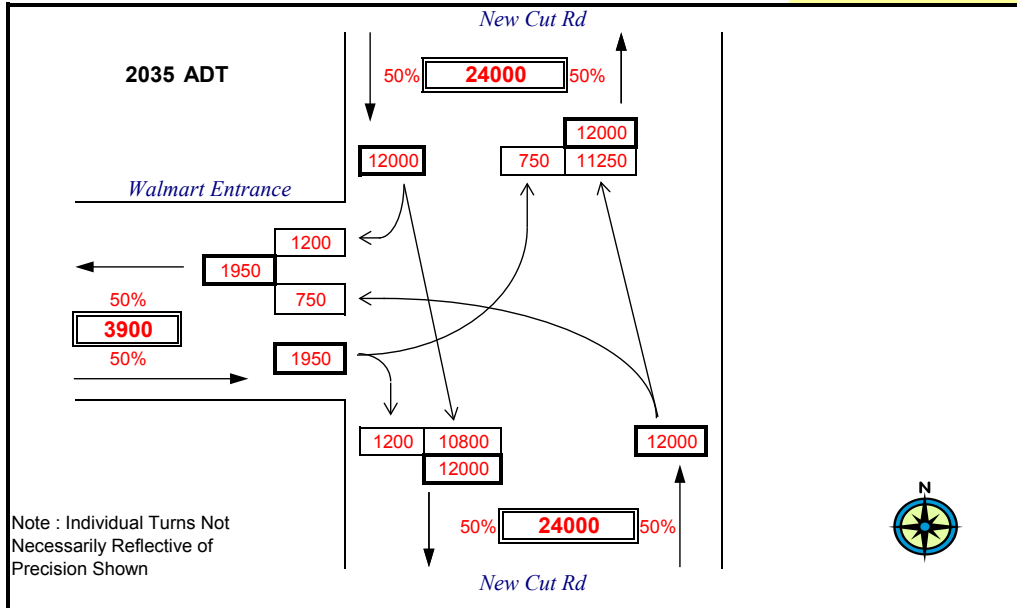 New Cut Rd
2035 ADT
50% 24000 50%
12000
12000
750 11250
Walmart Entrance
1200
1950
750
50%
3900
50%
1950
1200 10800
12000
12000
50% 24000 50%
Note : Individual Turns Not
Necessarily Reflective of
Precision Shown
New Cut Rd
N